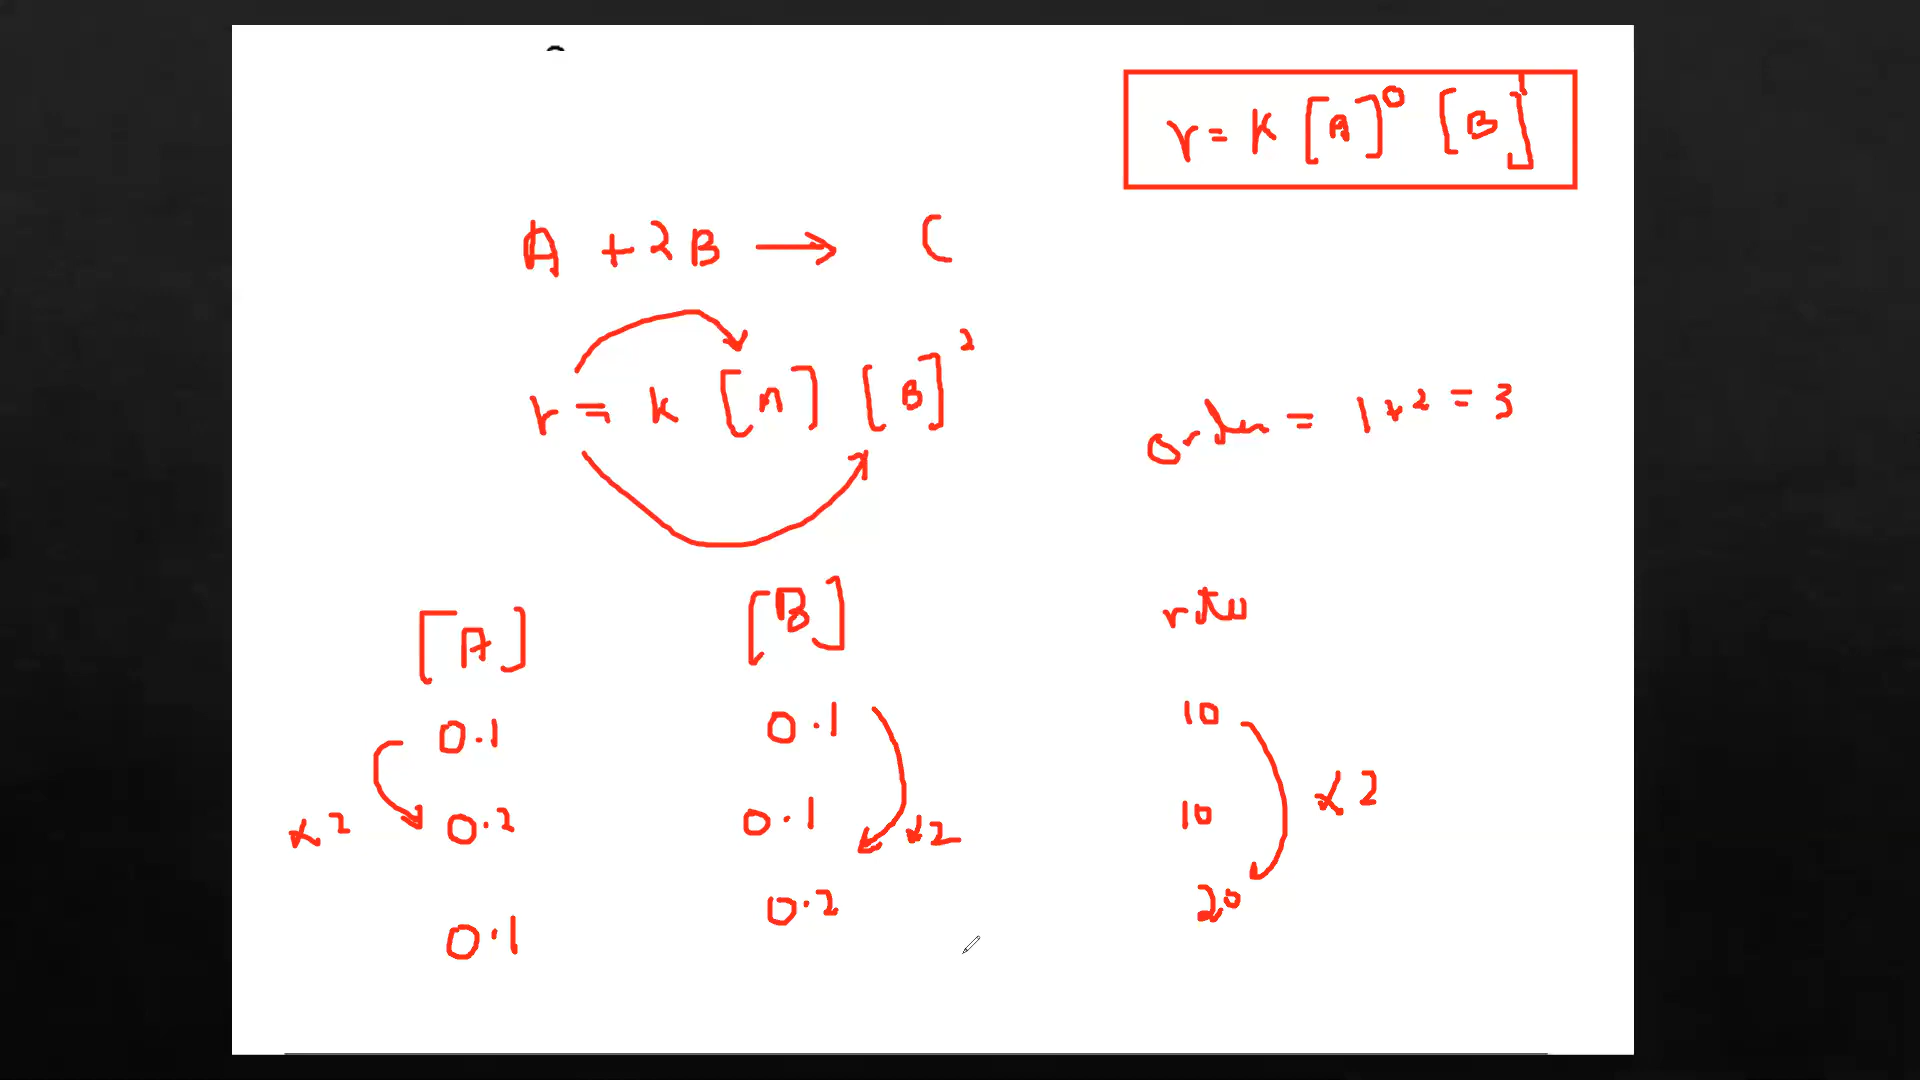 r = K [A]⁰ [B]¹
A + 2B → C
r = k [A] [B]²
order = 1+2 = 3
[A] [B] rate
0.1 0.1 10
x2 0.2 0.1 x2 10 x2
0.1 0.2 20